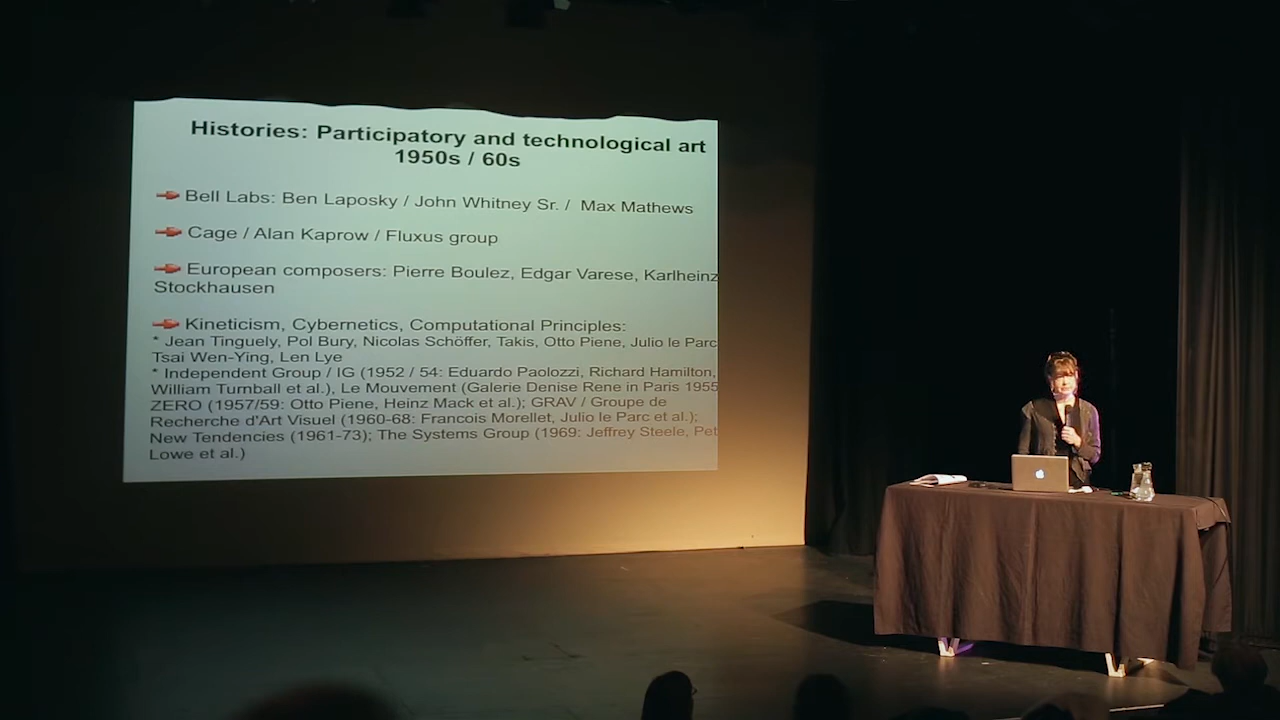 Histories: Participatory and technological art
1950s / 60s
Bell Labs: Ben Laposky / John Whitney Sr. / Max Mathews
Cage / Alan Kaprow / Fluxus group
European composers: Pierre Boulez, Edgar Varese, Karlheinz
Stockhausen
Kineticism, Cybernetics, Computational Principles:
* Jean Tinguely, Pol Bury, Nicolas Schöffer, Takis, Otto Piene, Julio le Parc
Tsai Wen-Ying, Len Lye
* Independent Group / IG (1952 / 54: Eduardo Paolozzi, Richard Hamilton,
William Turnball et al.), Le Mouvement (Galerie Denise Rene in Paris 1955
ZERO (1957/59: Otto Piene, Heinz Mack et al.); GRAV / Groupe de
Recherche d'Art Visuel (1960-68: Francois Morellet, Julio le Parc et al.);
New Tendencies (1961-73); The Systems Group (1969: Jeffrey Steele, Pet
Lowe et al.)